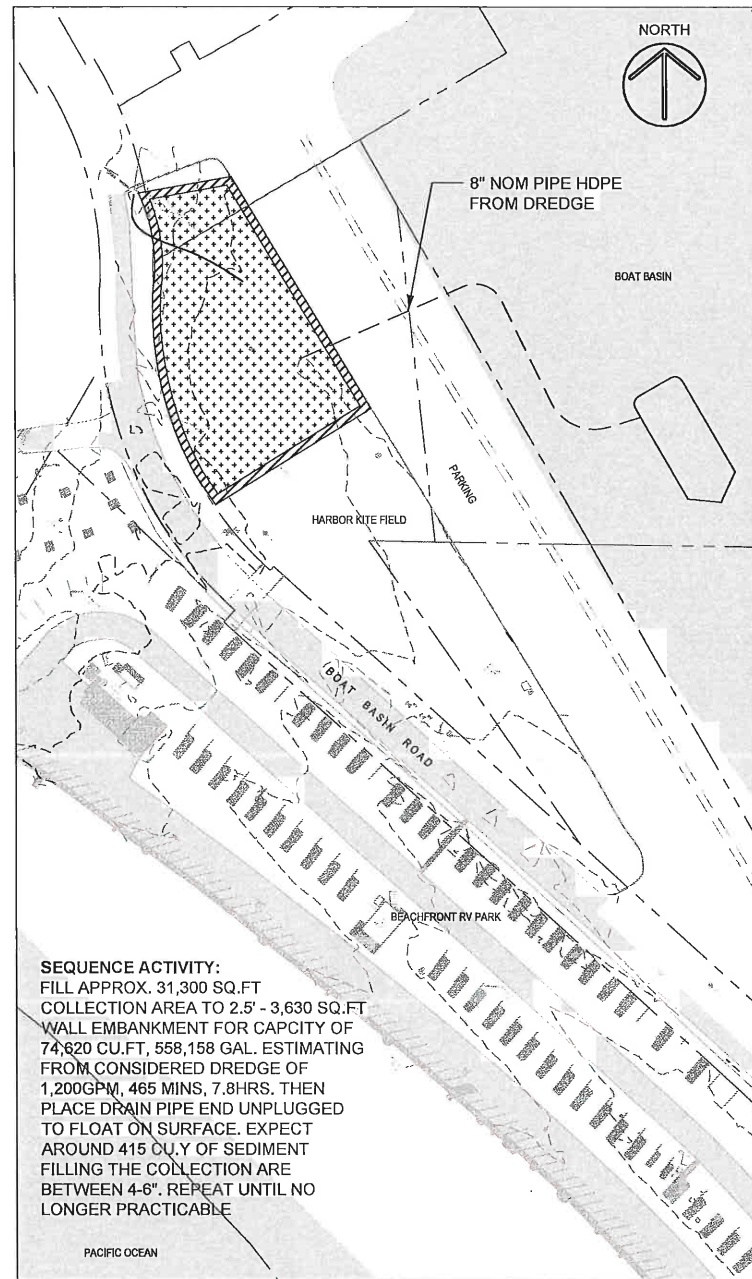 NORTH
8" NOM PIPE HDPE
FROM DREDGE
BOAT BASIN
PARKING
HARBOR KITE FIELD
BOAT BASIN ROAD
BEACHFRONT RV PARK
SEQUENCE ACTIVITY:
FILL APPROX. 31,300 SQ.FT
COLLECTION AREA TO 2.5' - 3,630 SQ.FT
WALL EMBANKMENT FOR CAPCITY OF
74,620 CU.FT, 558,158 GAL. ESTIMATING
FROM CONSIDERED DREDGE OF
1,200GPM, 465 MINS, 7.8HRS. THEN
PLACE DRAIN PIPE END UNPLUGGED
TO FLOAT ON SURFACE. EXPECT
AROUND 415 CU.Y OF SEDIMENT
FILLING THE COLLECTION ARE
BETWEEN 4-6". REPEAT UNTIL NO
LONGER PRACTICABLE
PACIFIC OCEAN